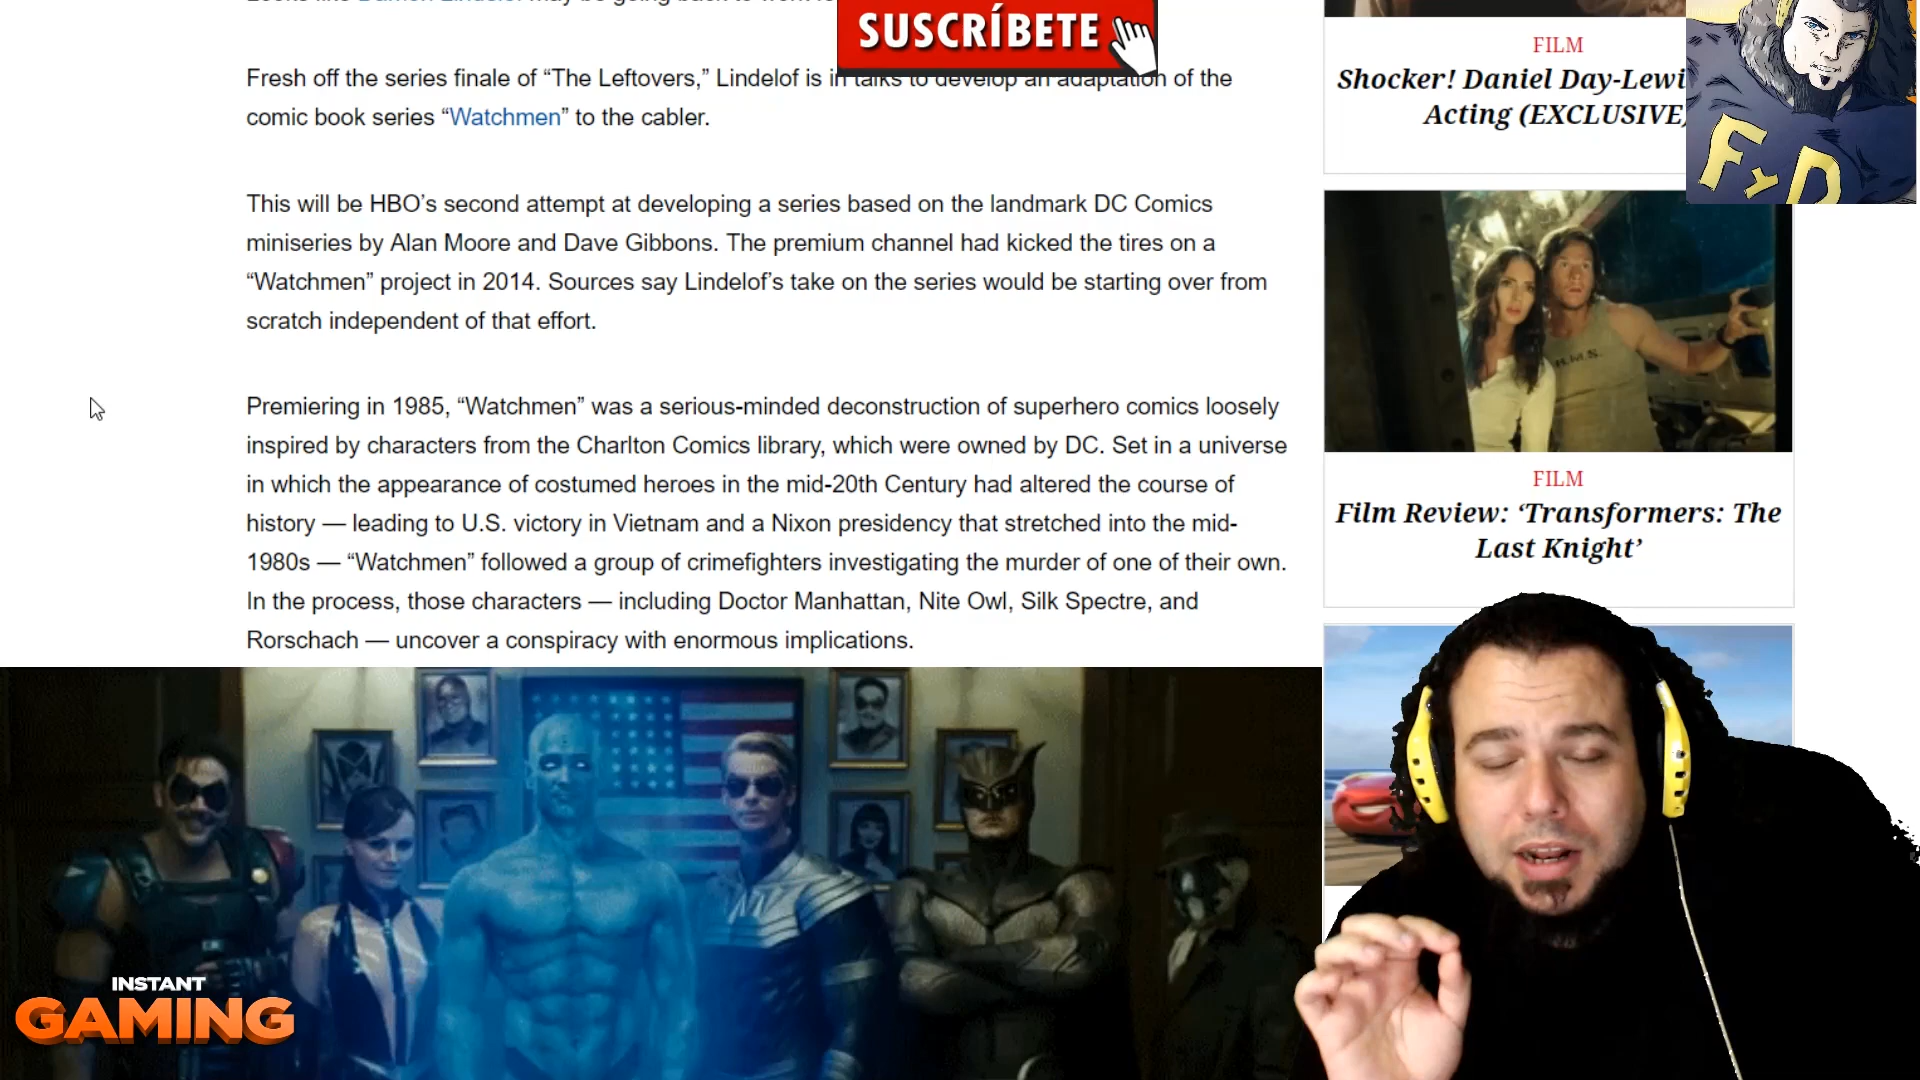 SUSCRÍBETE
Fresh off the series finale of “The Leftovers,” Lindelof is in talks to develop an adaptation of the
comic book series “Watchmen” to the cabler.
This will be HBO’s second attempt at developing a series based on the landmark DC Comics
miniseries by Alan Moore and Dave Gibbons. The premium channel had kicked the tires on a
“Watchmen” project in 2014. Sources say Lindelof’s take on the series would be starting over from
scratch independent of that effort.
Premiering in 1985, “Watchmen” was a serious-minded deconstruction of superhero comics loosely
inspired by characters from the Charlton Comics library, which were owned by DC. Set in a universe
in which the appearance of costumed heroes in the mid-20th Century had altered the course of
history — leading to U.S. victory in Vietnam and a Nixon presidency that stretched into the mid-
1980s — “Watchmen” followed a group of crimefighters investigating the murder of one of their own.
In the process, those characters — including Doctor Manhattan, Nite Owl, Silk Spectre, and
Rorschach — uncover a conspiracy with enormous implications.
FILM
Shocker! Daniel Day-Lewi
Acting (EXCLUSIVE)
FyD
H.M.S.
FILM
Film Review: ‘Transformers: The
Last Knight’
INSTANT
GAMING